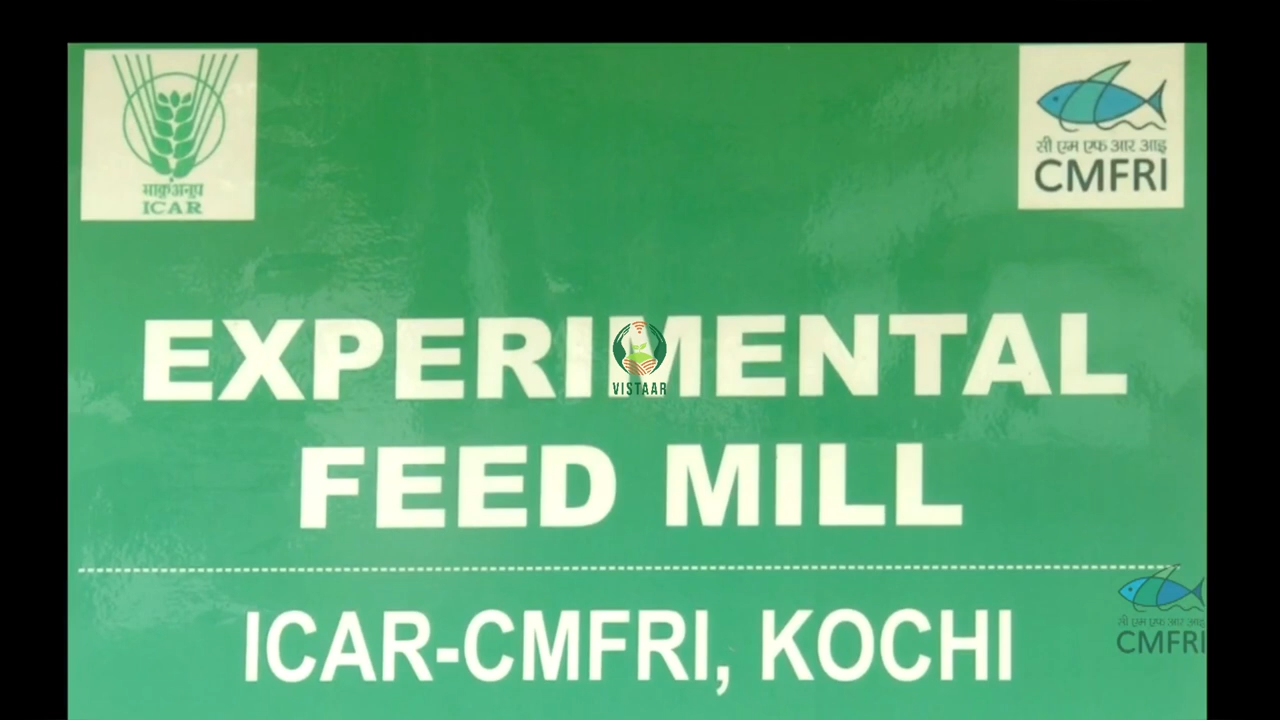 भाकृअनुप
ICAR
सी एम एफ आर आइ
CMFRI
EXPERIMENTAL
VISTAAR
FEED MILL
ICAR-CMFRI, KOCHI
सी एम एफ आर आइ
CMFRI